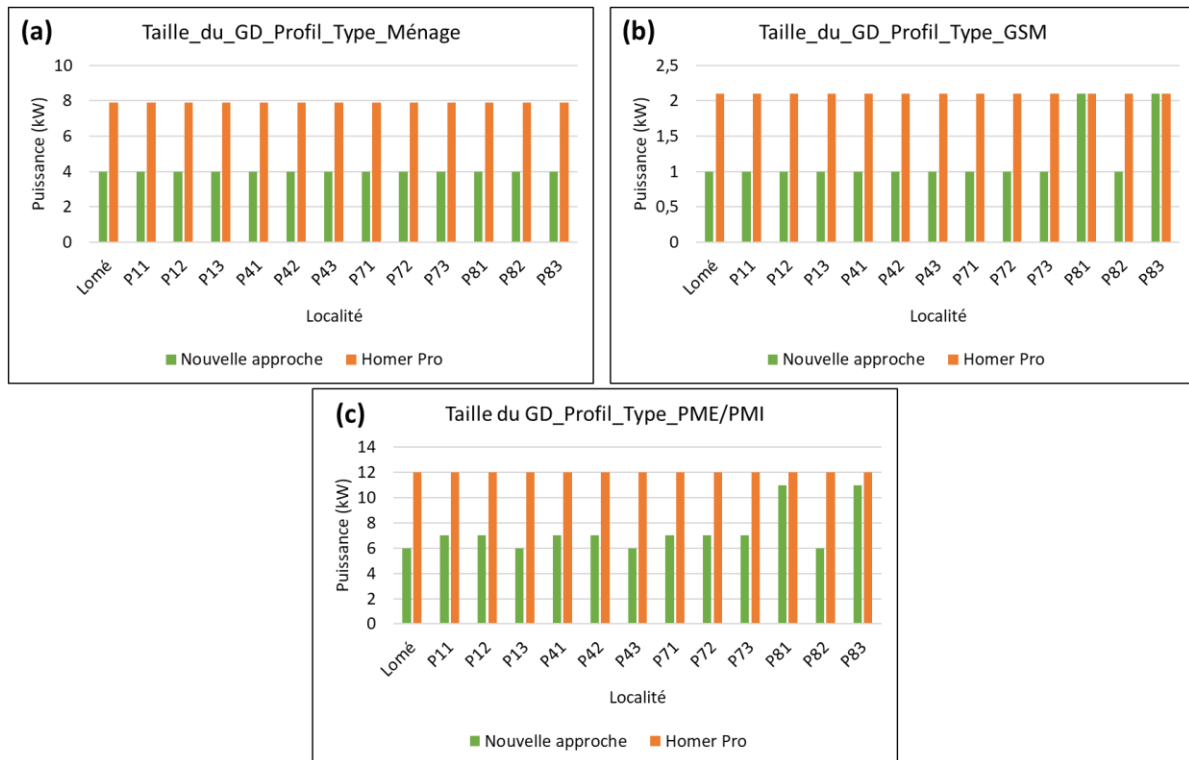 (a)
Taille_du_GD_Profil_Type_Ménage
10
8
6
4
2
0
Puissance (kW)
Lomé P11 P12 P13 P41 P42 P43 P71 P72 P73 P81 P82 P83
Localité
Nouvelle approche Homer Pro
(b)
Taille_du_GD_Profil_Type_GSM
2,5
2
1,5
1
0,5
0
Puissance (kW)
Lomé P11 P12 P13 P41 P42 P43 P71 P72 P73 P81 P82 P83
Localité
Nouvelle approche Homer Pro
(c)
Taille du GD_Profil_Type_PME/PMI
14
12
10
8
6
4
2
0
Puissance (kW)
Lomé P11 P12 P13 P41 P42 P43 P71 P72 P73 P81 P82 P83
Localité
Nouvelle approche Homer Pro